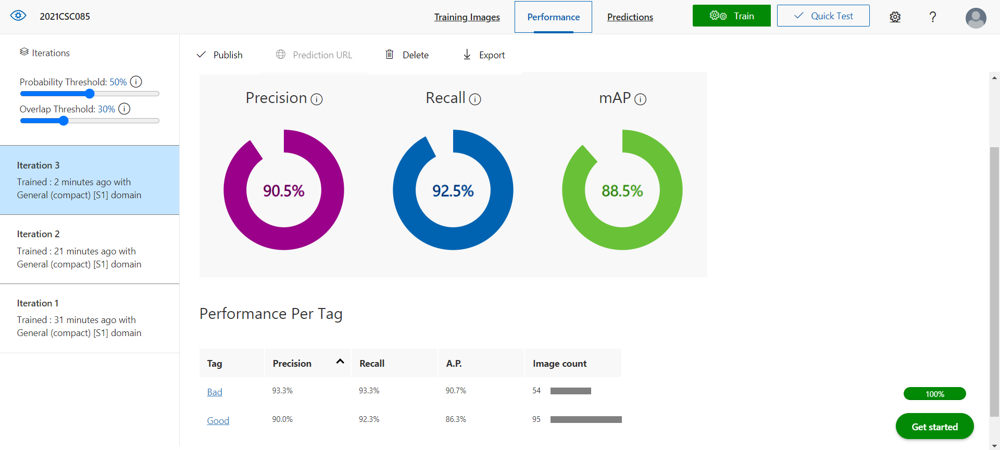 2021CSC085
Training Images
Performance
Predictions
Train
Quick Test
?
Iterations
Probability Threshold: 50% i
Overlap Threshold: 30% i
Iteration 3
Trained : 2 minutes ago with
General (compact) [S1] domain
Iteration 2
Trained : 21 minutes ago with
General (compact) [S1] domain
Iteration 1
Trained : 31 minutes ago with
General (compact) [S1] domain
Publish
Prediction URL
Delete
Export
Precision i
Recall i
mAP i
90.5%
92.5%
88.5%
Performance Per Tag
Tag Precision Recall A.P. Image count
Bad 93.3% 93.3% 90.7% 54
Good 90.0% 92.3% 86.3% 95
100%
Get started